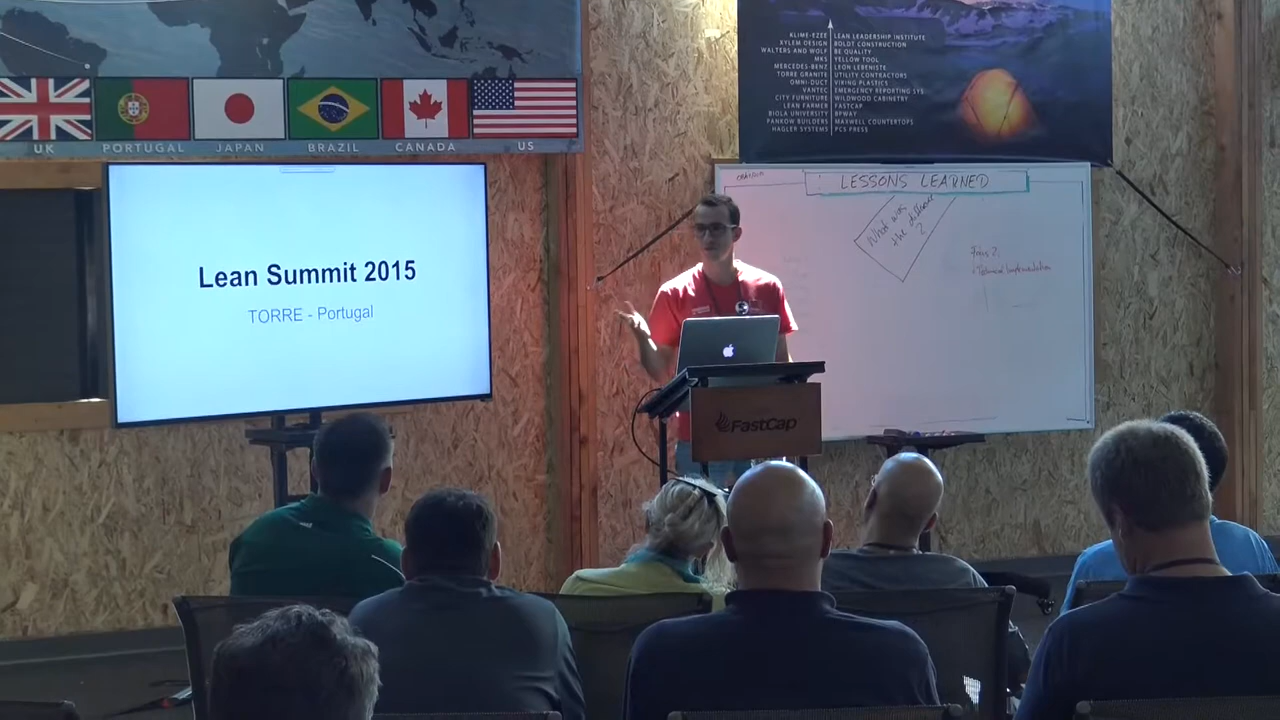 UK PORTUGAL JAPAN BRAZIL CANADA US
KLIME-EZEE LEAN LEADERSHIP INSTITUTE
XYLEM DESIGN BOLDT CONSTRUCTION
WALTERS AND WOLF BE QUALITY
MKS YELLOW TOOL
MERCEDES-BENZ LEON LEBENISTE
TORRE GRANITE UTILITY CONTRACTORS
OMNI-DUCT VIKING PLASTICS
VANTEC EMERGENCY REPORTING SYS
CITY FURNITURE WILDWOOD CABINETRY
LEAN FARMER FASTCAP
BIOLA UNIVERSITY BPWAY
PANKOW BUILDERS MAXWELL COUNTERTOPS
HAGLER SYSTEMS PCS PRESS
Lean Summit 2015
TORRE - Portugal
LESSONS LEARNED
What was
the difference
?
Technical Implementation
FastCap